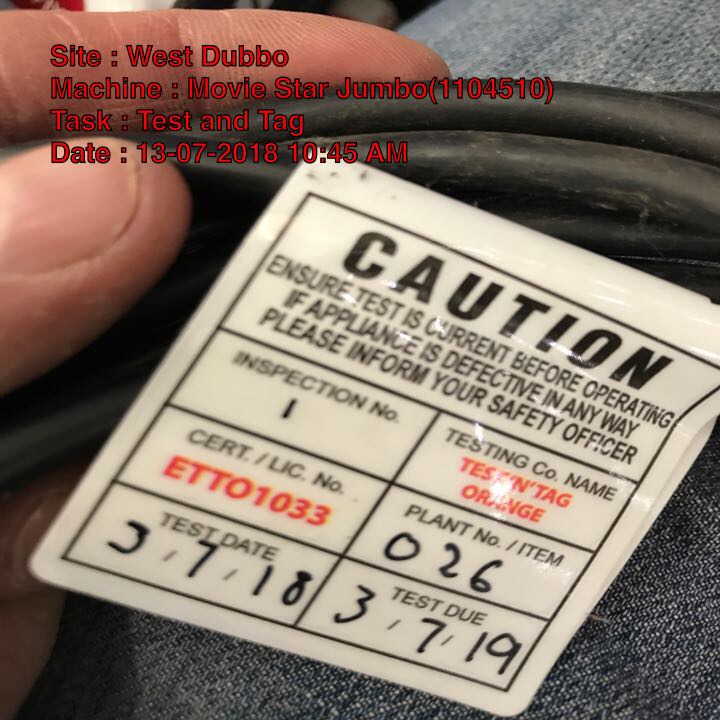 Site : West Dubbo
Machine : Movie Star Jumbo(1104510)
Task : Test and Tag
Date : 13-07-2018 10:45 AM
CAUTION
ENSURE TEST IS CURRENT BEFORE OPERATING
IF APPLIANCE IS DEFECTIVE IN ANY WAY
PLEASE INFORM YOUR SAFETY OFFICER
INSPECTION No.
1
TESTING Co. NAME
TEST'N'TAG
ORANGE
CERT. / LIC. No.
ETTO1033
PLANT No. / ITEM
026
TEST DATE
3/7/18
TEST DUE
3/7/19